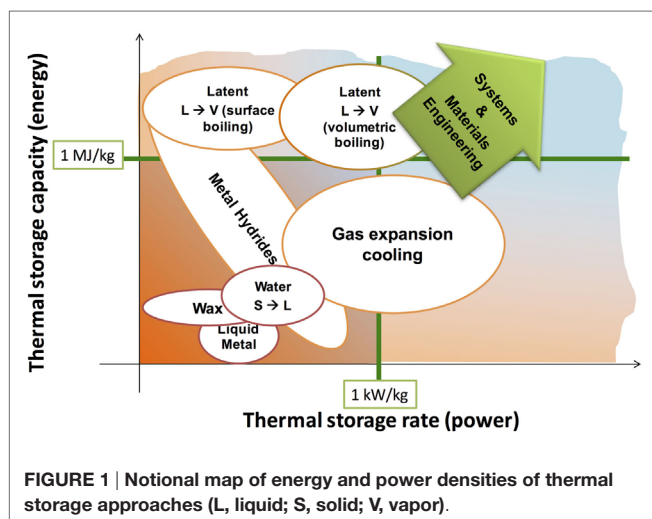 Thermal storage capacity (energy)
1 MJ/kg
Latent
L → V (surface
boiling)
Latent
L → V
(volumetric
boiling)
Systems
&
Materials
Engineering
Metal Hydrides
Gas expansion
cooling
Water
S → L
Wax
Liquid
Metal
1 kW/kg
Thermal storage rate (power)
FIGURE 1 | Notional map of energy and power densities of thermal
storage approaches (L, liquid; S, solid; V, vapor).